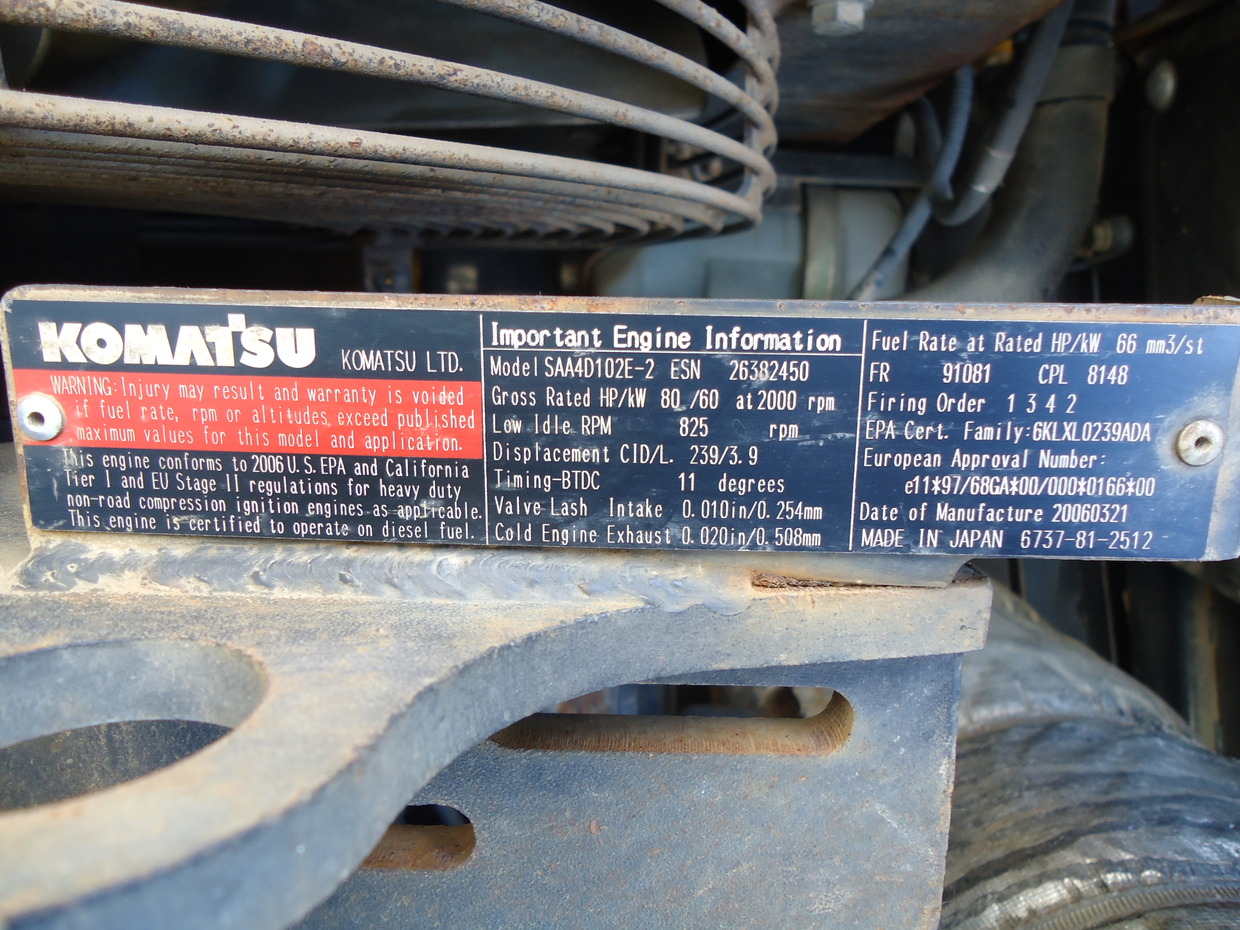 KOMATSU
KOMATSU LTD.
WARNING: Injury may result and warranty is voided
if fuel rate, rpm or altitudes exceed published
maximum values for this model and application.
This engine conforms to 2006 U.S. EPA and California
Tier I and EU Stage II regulations for heavy duty
non-road compression ignition engines as applicable.
This engine is certified to operate on diesel fuel.
Important Engine Information
Model SAA4D102E-2 ESN 26382450
Gross Rated HP/kW 80 /60 at 2000 rpm
Low Idle RPM 825 rpm
Displacement CID/L. 239/3.9
Timing-BTDC 11 degrees
Valve Lash Intake 0.010in/0.254mm
Cold Engine Exhaust 0.020in/0.508mm
Fuel Rate at Rated HP/kW 66 mm3/st
FR 91081 CPL 8148
Firing Order 1 3 4 2
EPA Cert. Family: 6KLXL0239ADA
European Approval Number:
e11*97/68GA*00/000*0166*00
Date of Manufacture 20060321
MADE IN JAPAN 6737-81-2512